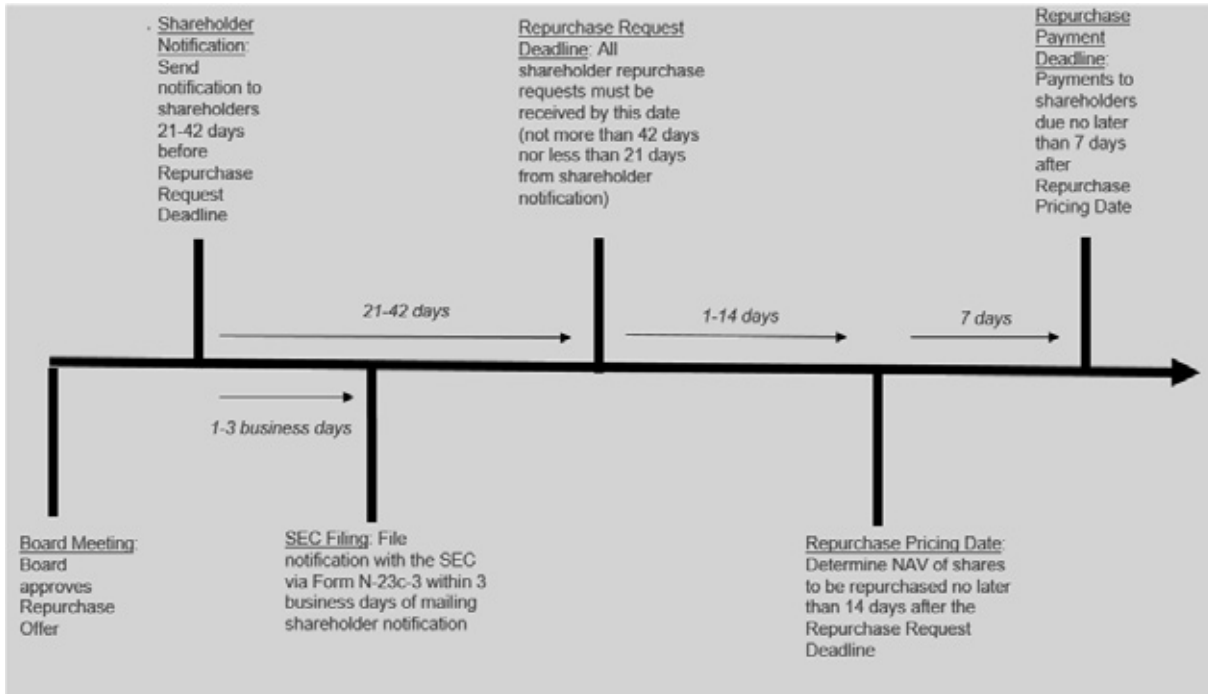 Shareholder
Notification:
Send
notification to
shareholders
21-42 days
before
Repurchase
Request
Deadline
Repurchase Request
Deadline: All
shareholder repurchase
requests must be
received by this date
(not more than 42 days
nor less than 21 days
from shareholder
notification)
Repurchase
Payment
Deadline:
Payments to
shareholders
due no later
than 7 days
after
Repurchase
Pricing Date
21-42 days
1-14 days
7 days
1-3 business days
Board Meeting:
Board
approves
Repurchase
Offer
SEC Filing: File
notification with the SEC
via Form N-23c-3 within 3
business days of mailing
shareholder notification
Repurchase Pricing Date:
Determine NAV of shares
to be repurchased no later
than 14 days after the
Repurchase Request
Deadline